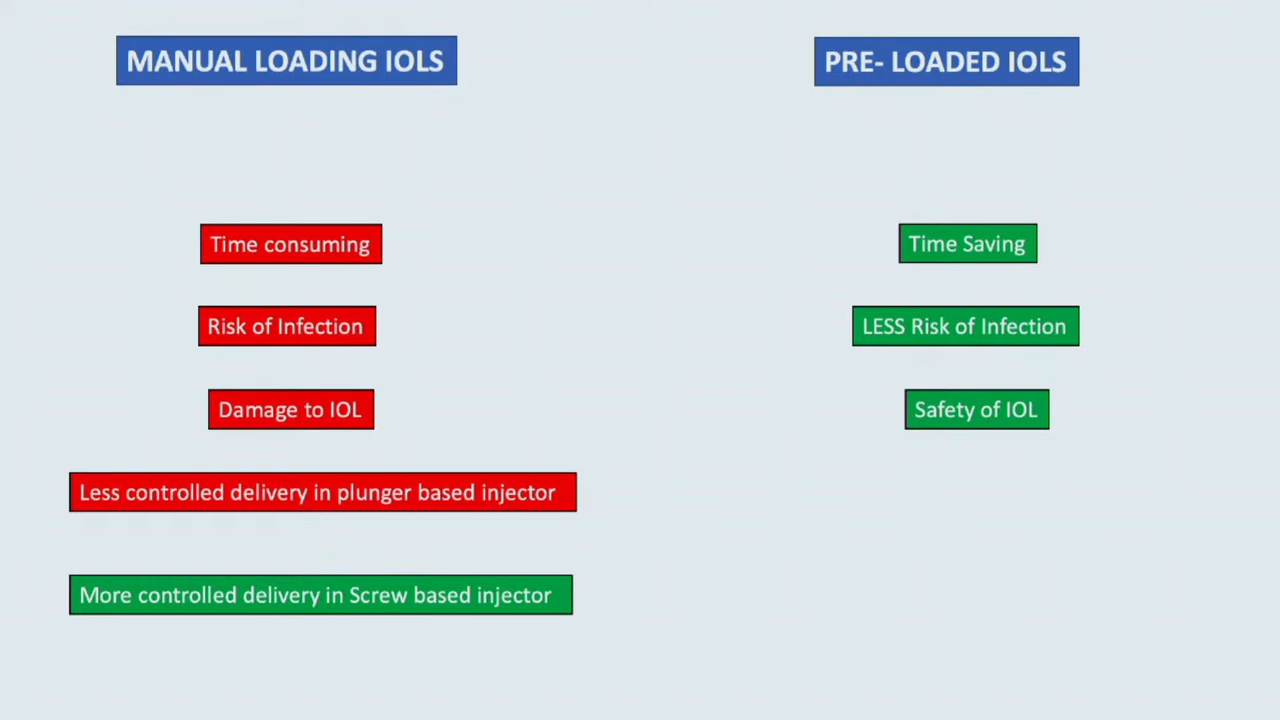 MANUAL LOADING IOLS
PRE- LOADED IOLS
Time consuming
Time Saving
Risk of Infection
LESS Risk of Infection
Damage to IOL
Safety of IOL
Less controlled delivery in plunger based injector
More controlled delivery in Screw based injector